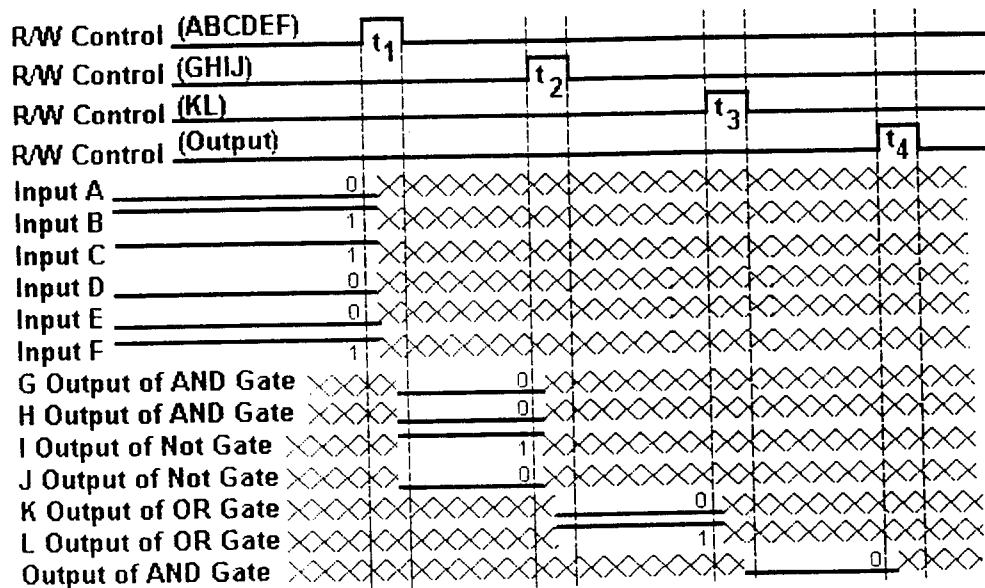 R/W Control (ABCDEF) t1
R/W Control (GHIJ) t2
R/W Control (KL) t3
R/W Control (Output) t4
Input A 0
Input B 1
Input C 1
Input D 0
Input E 0
Input F 1
G Output of AND Gate 0
H Output of AND Gate 0
I Output of Not Gate 1
J Output of Not Gate 0
K Output of OR Gate 0
L Output of OR Gate 1
Output of AND Gate 0